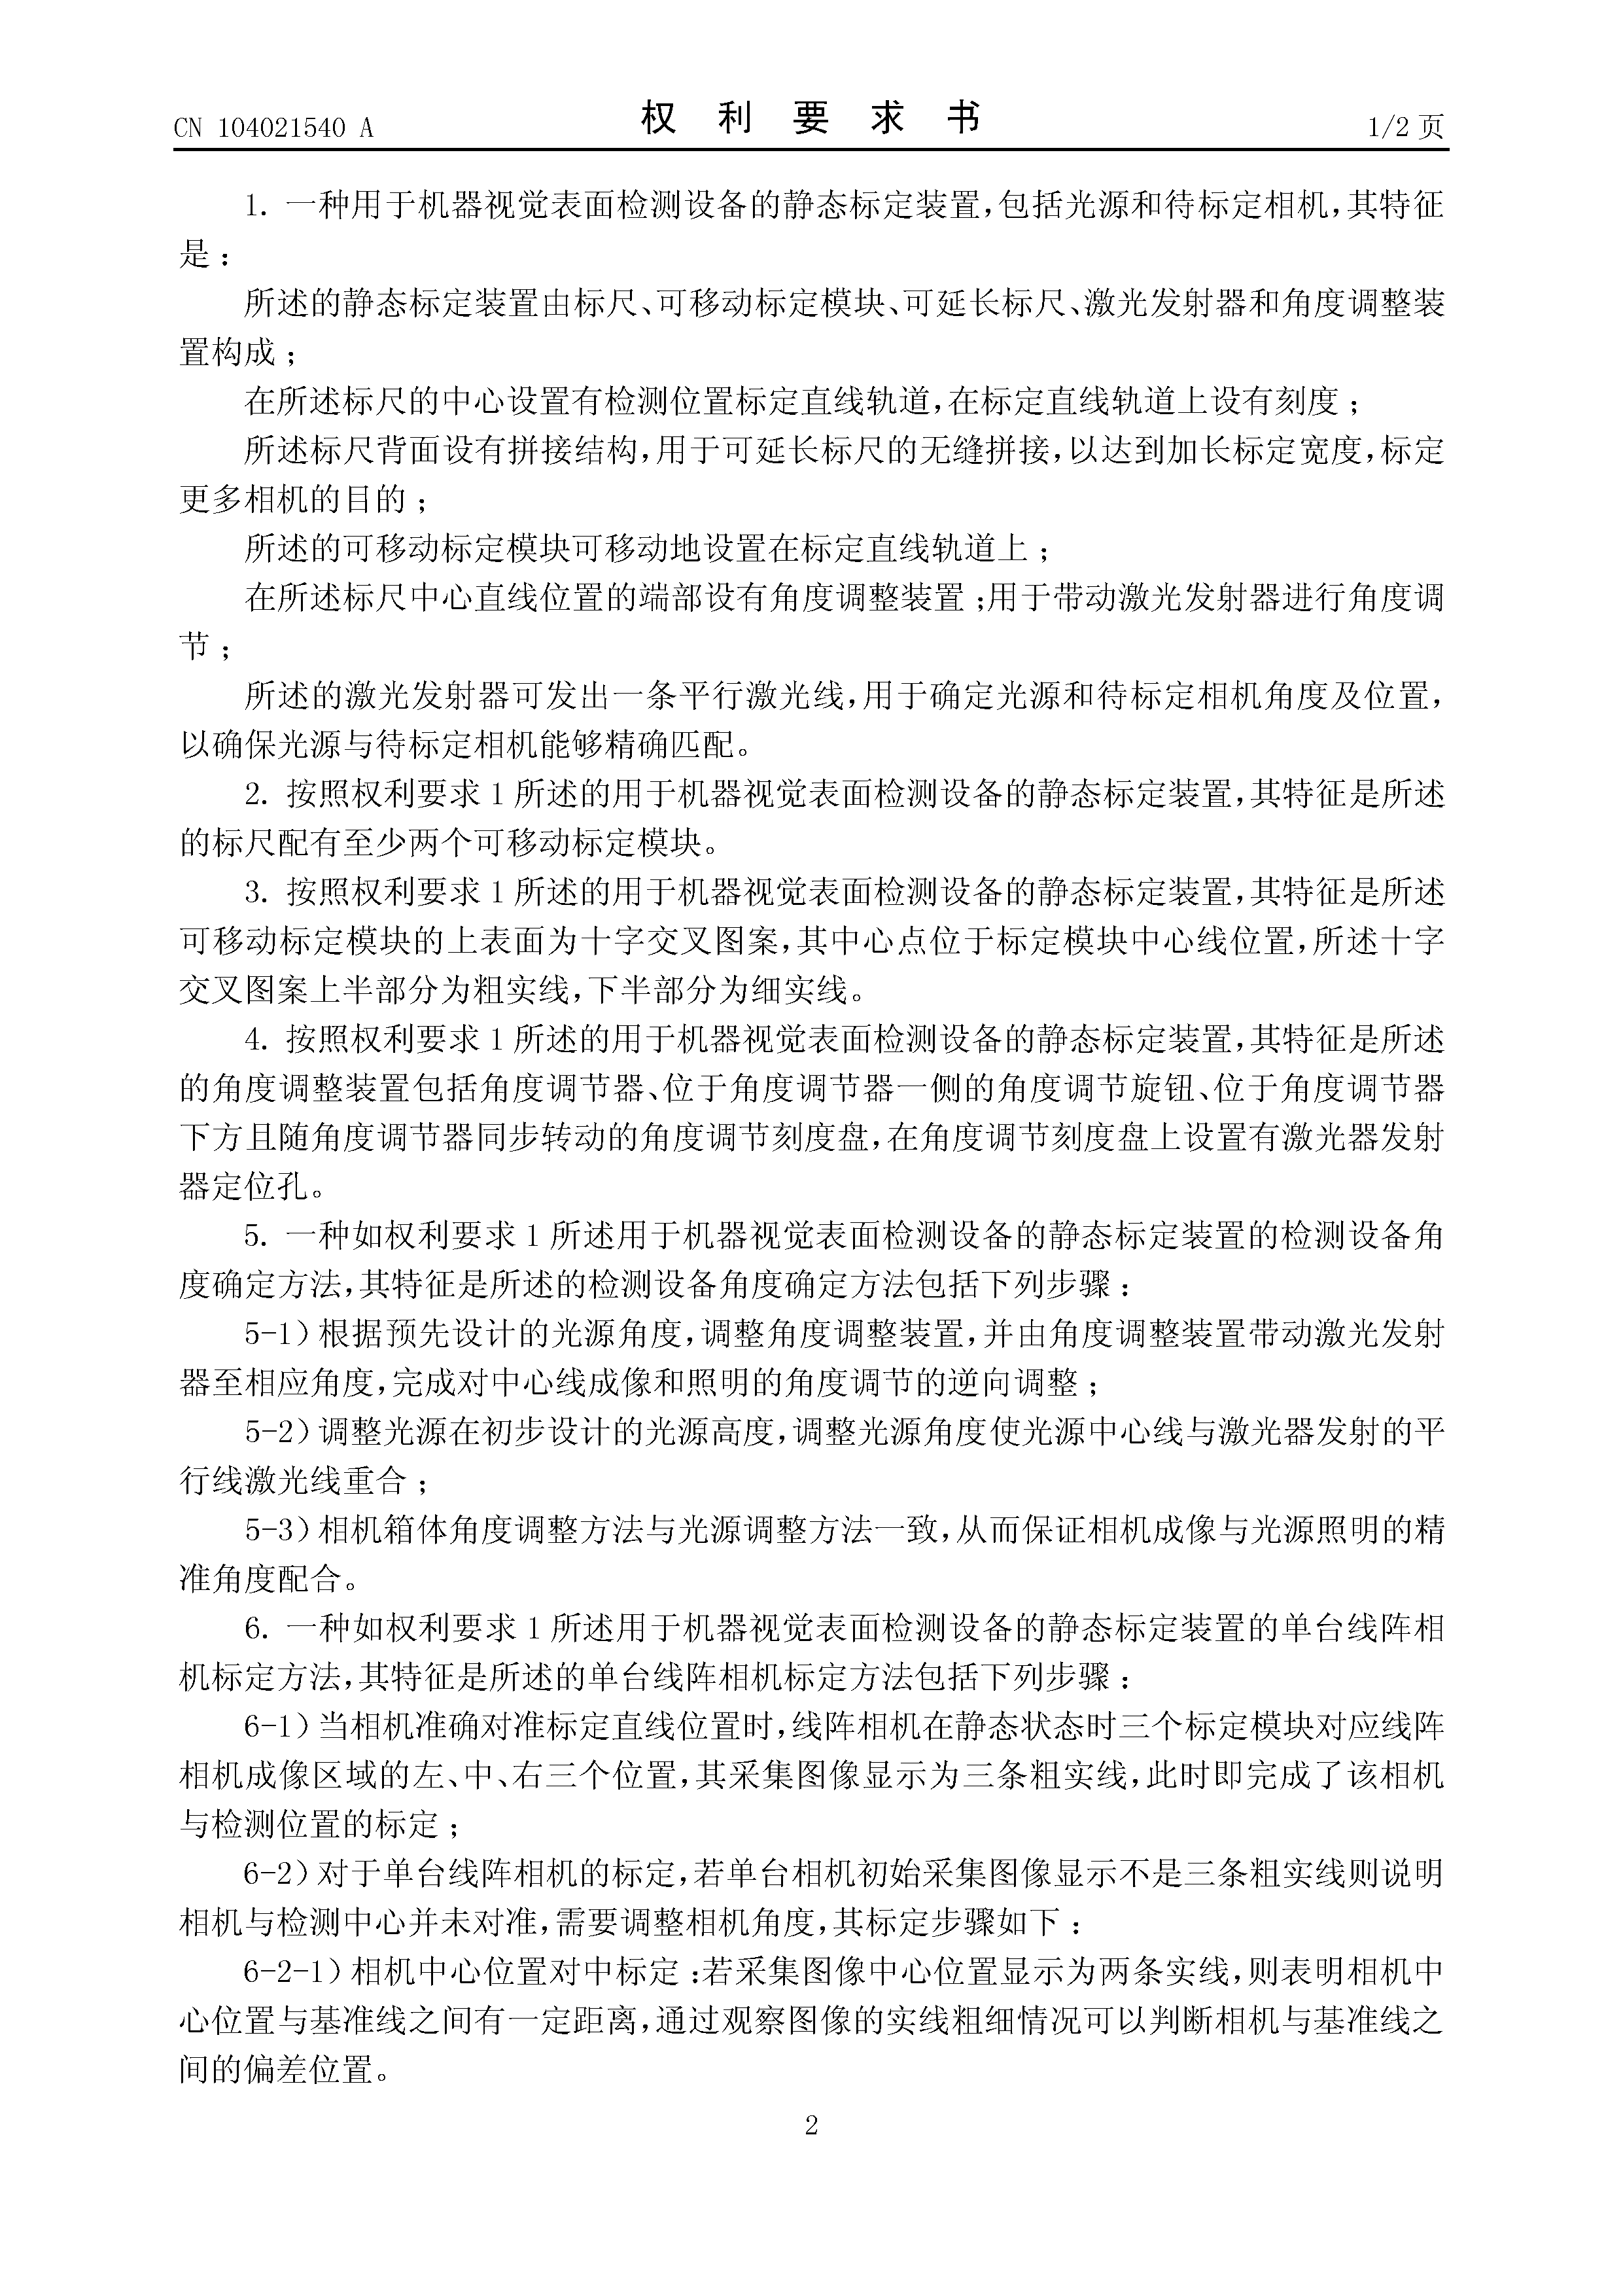 CN 104021540 A
权 利 要 求 书
1/2 页
1. 一种用于机器视觉表面检测设备的静态标定装置,包括光源和待标定相机,其特征
是:
所述的静态标定装置由标尺、可移动标定模块、可延长标尺、激光发射器和角度调整装
置构成;
在所述标尺的中心设置有检测位置标定直线轨道,在标定直线轨道上设有刻度;
所述标尺背面设有拼接结构,用于可延长标尺的无缝拼接,以达到加长标定宽度,标定
更多相机的目的;
所述的可移动标定模块可移动地设置在标定直线轨道上;
在所述标尺中心直线位置的端部设有角度调整装置;用于带动激光发射器进行角度调
节;
所述的激光发射器可发出一条平行激光线,用于确定光源和待标定相机角度及位置,
以确保光源与待标定相机能够精确匹配。
2. 按照权利要求 1 所述的用于机器视觉表面检测设备的静态标定装置,其特征是所述
的标尺配有至少两个可移动标定模块。
3. 按照权利要求 1 所述的用于机器视觉表面检测设备的静态标定装置,其特征是所述
可移动标定模块的上表面为十字交叉图案,其中心点位于标定模块中心线位置,所述十字
交叉图案上半部分为粗实线,下半部分为细实线。
4. 按照权利要求 1 所述的用于机器视觉表面检测设备的静态标定装置,其特征是所述
的角度调整装置包括角度调节器、位于角度调节器一侧的角度调节旋钮、位于角度调节器
下方且随角度调节器同步转动的角度调节刻度盘,在角度调节刻度盘上设置有激光器发射
器定位孔。
5. 一种如权利要求 1 所述用于机器视觉表面检测设备的静态标定装置的检测设备角
度确定方法,其特征是所述的检测设备角度确定方法包括下列步骤:
5-1)根据预先设计的光源角度,调整角度调整装置,并由角度调整装置带动激光发射
器至相应角度,完成对中心线成像和照明的角度调节的逆向调整;
5-2)调整光源在初步设计的光源高度,调整光源角度使光源中心线与激光器发射的平
行线激光线重合;
5-3)相机箱体角度调整方法与光源调整方法一致,从而保证相机成像与光源照明的精
准角度配合。
6. 一种如权利要求 1 所述用于机器视觉表面检测设备的静态标定装置的单台线阵相
机标定方法,其特征是所述的单台线阵相机标定方法包括下列步骤:
6-1)当相机准确对准标定直线位置时,线阵相机在静态状态时三个标定模块对应线阵
相机成像区域的左、中、右三个位置,其采集图像显示为三条粗实线,此时即完成了该相机
与检测位置的标定;
6-2)对于单台线阵相机的标定,若单台相机初始采集图像显示不是三条粗实线则说明
相机与检测中心并未对准,需要调整相机角度,其标定步骤如下:
6-2-1)相机中心位置对中标定:若采集图像中心位置显示为两条实线,则表明相机中
心位置与基准线之间有一定距离,通过观察图像的实线粗细情况可以判断相机与基准线之
间的偏差位置。
2